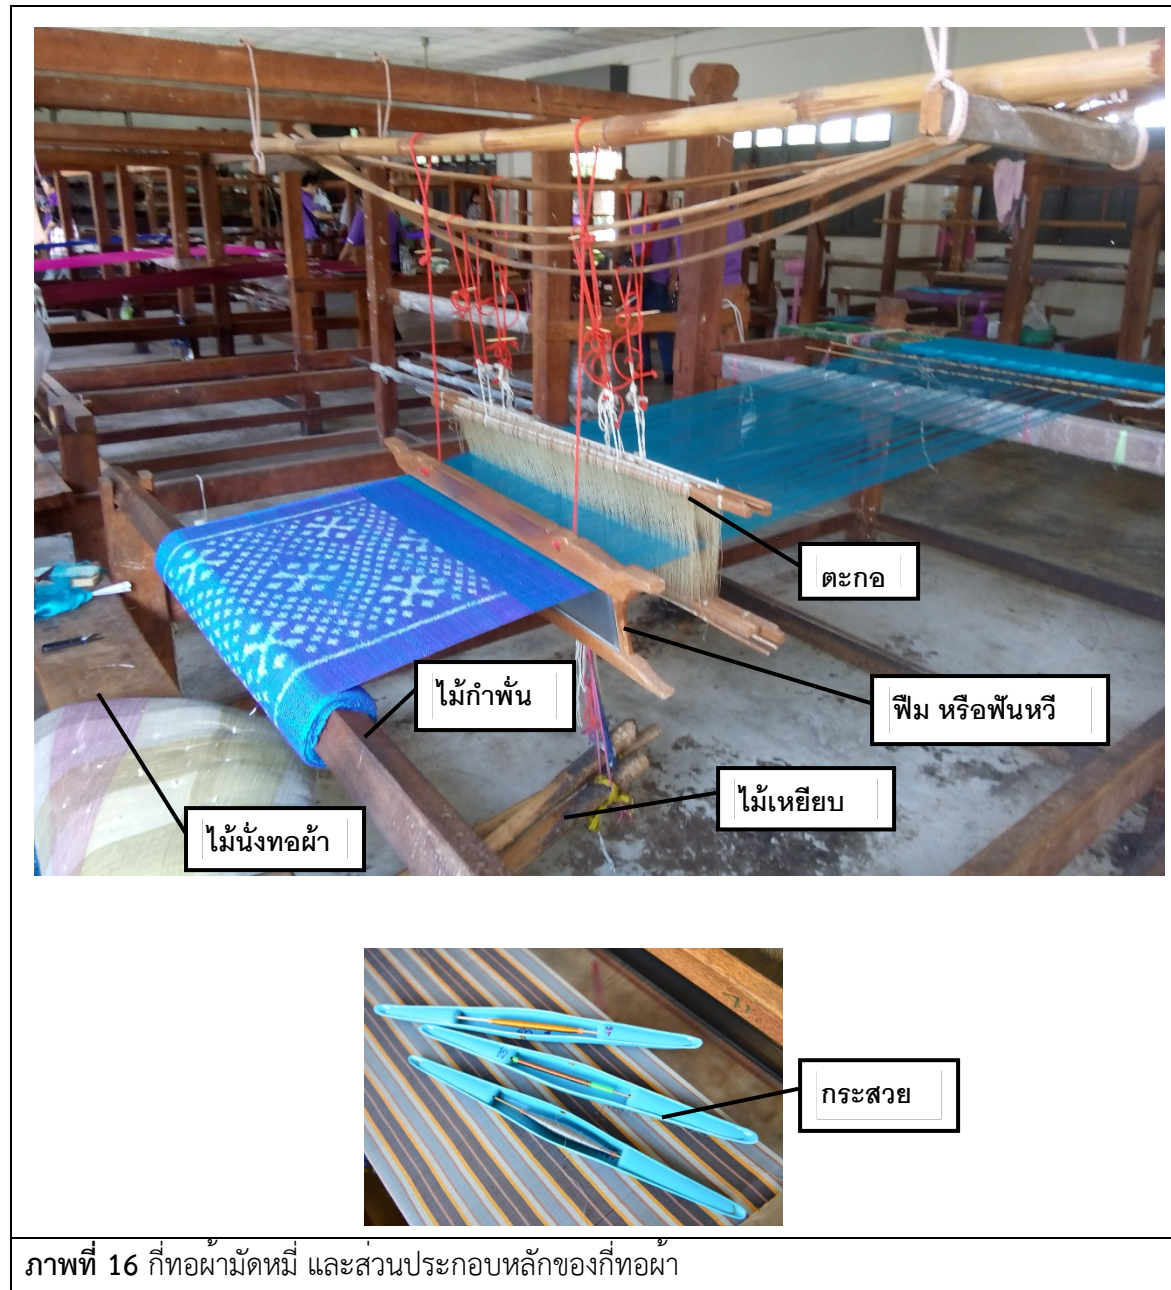 ตะกอ
ฟืม หรือฟันหวี
ไม้กำพั่น
ไม้เหยียบ
ไม้นั่งทอผ้า
กระสวย
ภาพที่ 16 กี่ทอผ้ามัดหมี่ และส่วนประกอบหลักของกี่ทอผ้า